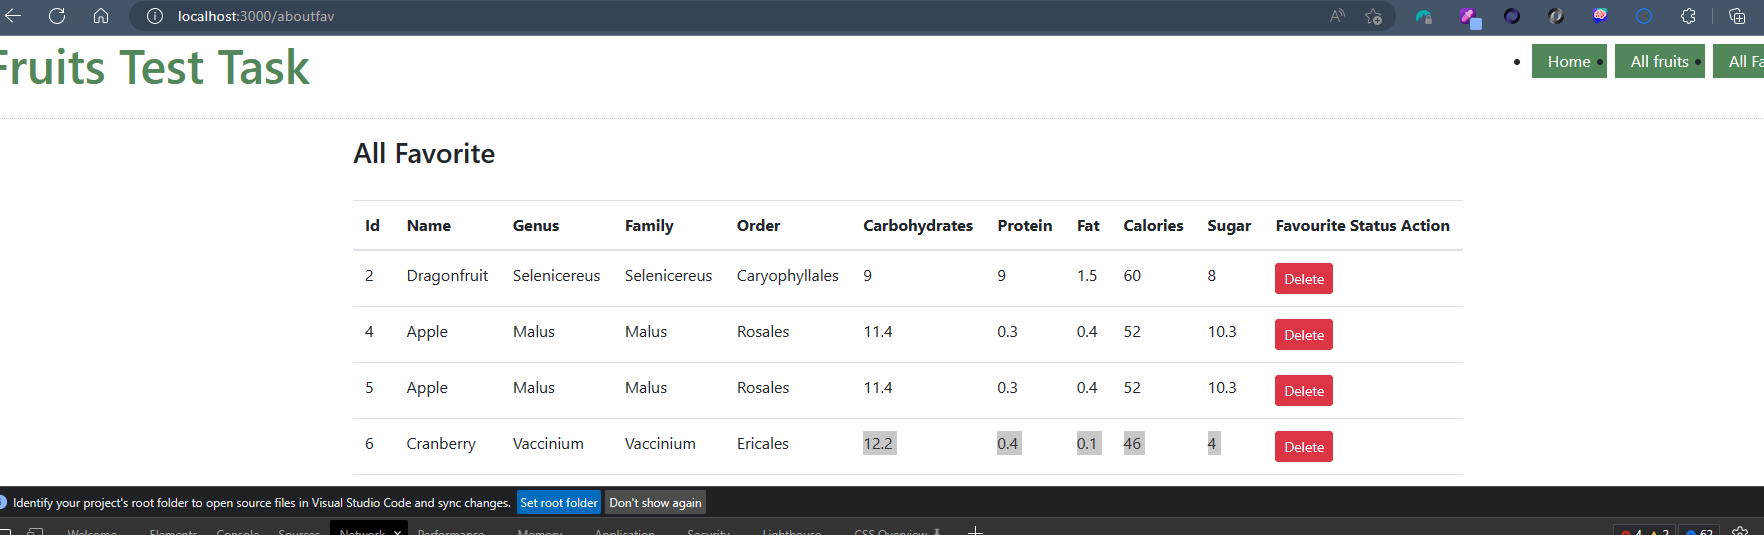 localhost:3000/aboutfav
Fruits Test Task
Home
All fruits
All Fa
All Favorite
Id Name Genus Family Order Carbohydrates Protein Fat Calories Sugar Favourite Status Action
2 Dragonfruit Selenicereus Selenicereus Caryophyllales 9 9 1.5 60 8 Delete
4 Apple Malus Malus Rosales 11.4 0.3 0.4 52 10.3 Delete
5 Apple Malus Malus Rosales 11.4 0.3 0.4 52 10.3 Delete
6 Cranberry Vaccinium Vaccinium Ericales 12.2 0.4 0.1 46 4 Delete
Identify your project's root folder to open source files in Visual Studio Code and sync changes. Set root folder Don't show again
Welcome Elements Console Sources Network Performance Memory Application Security Lighthouse CSS Overview 4 2 62